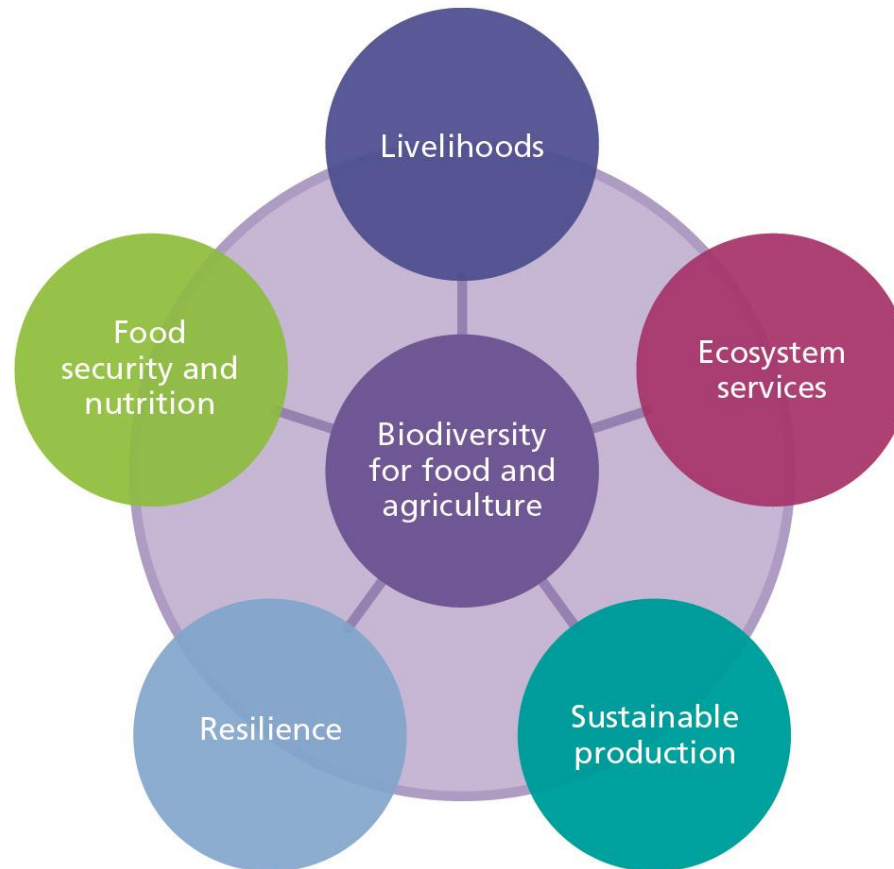 Livelihoods
Food
security and
nutrition
Ecosystem
services
Biodiversity
for food and
agriculture
Resilience
Sustainable
production